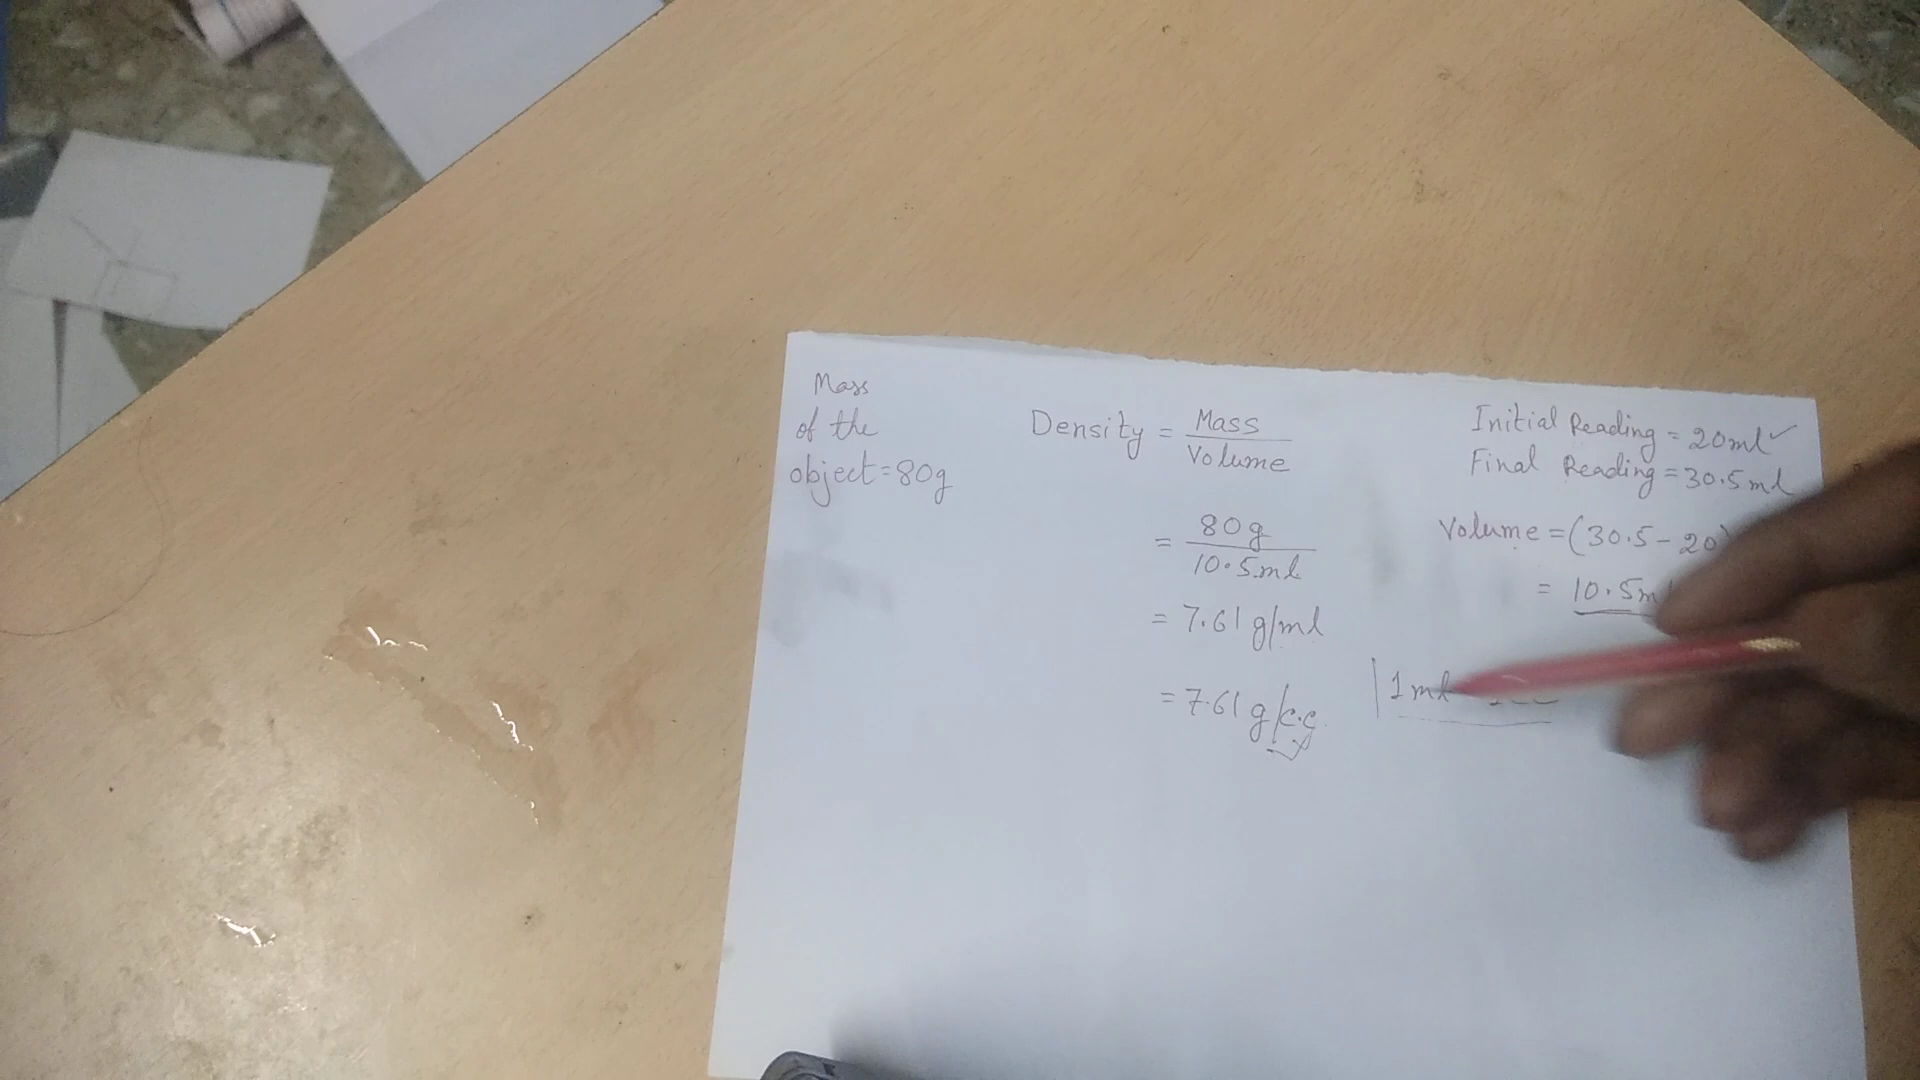 Mass
of the
object=80g
Density = Mass
Volume
= 80g
10.5ml
= 7.61 g/ml
= 7.61 g/c.c
Initial Reading = 20ml✓
Final Reading = 30.5ml
Volume = (30.5 - 20)
= 10.5m
1ml